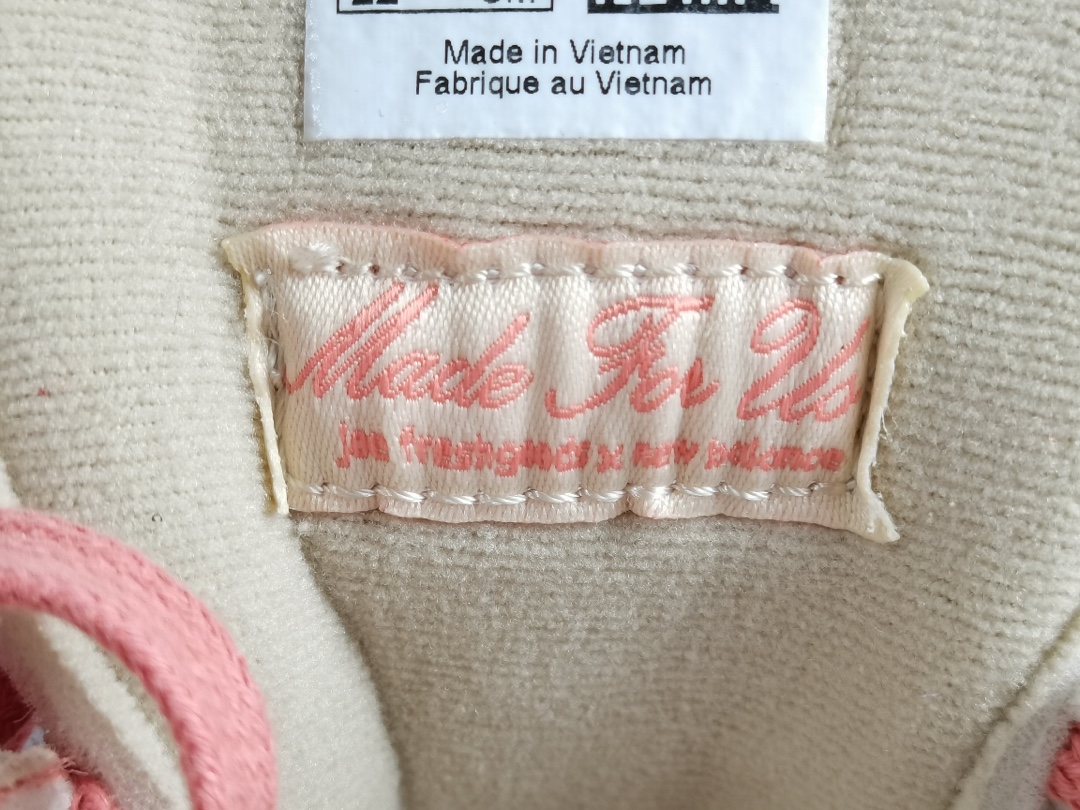 Made in Vietnam
Fabrique au Vietnam
Made For Us
joe freshgoods x new balance